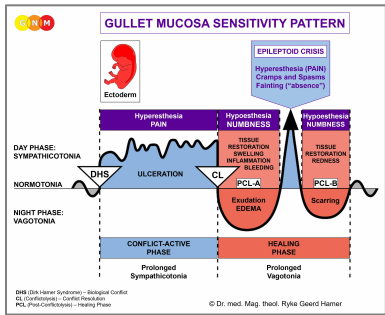 GNM
GULLET MUCOSA SENSITIVITY PATTERN
EPILEPTOID CRISIS
Hyperesthesia (PAIN)
Cramps and Spasms
Fainting ("absence")
Ectoderm
Hyperesthesia
PAIN
Hypoesthesia
NUMBNESS
Hypoesthesia
NUMBNESS
DAY PHASE:
SYMPATHICOTONIA
TISSUE
RESTORATION
SWELLING
INFLAMMATION
BLEEDING
TISSUE
RESTORATION
REDNESS
DHS
ULCERATION
CL
NORMOTONIA
PCL-A
PCL-B
NIGHT PHASE:
VAGOTONIA
Exudation
EDEMA
Scarring
CONFLICT-ACTIVE
PHASE
HEALING
PHASE
Prolonged
Sympathicotonia
Prolonged
Vagotonia
DHS (Dirk Hamer Syndrome) – Biological Conflict
CL (Conflictolysis) – Conflict Resolution
PCL (Post-Conflictolysis) – Healing Phase
© Dr. med. Mag. theol. Ryke Geerd Hamer